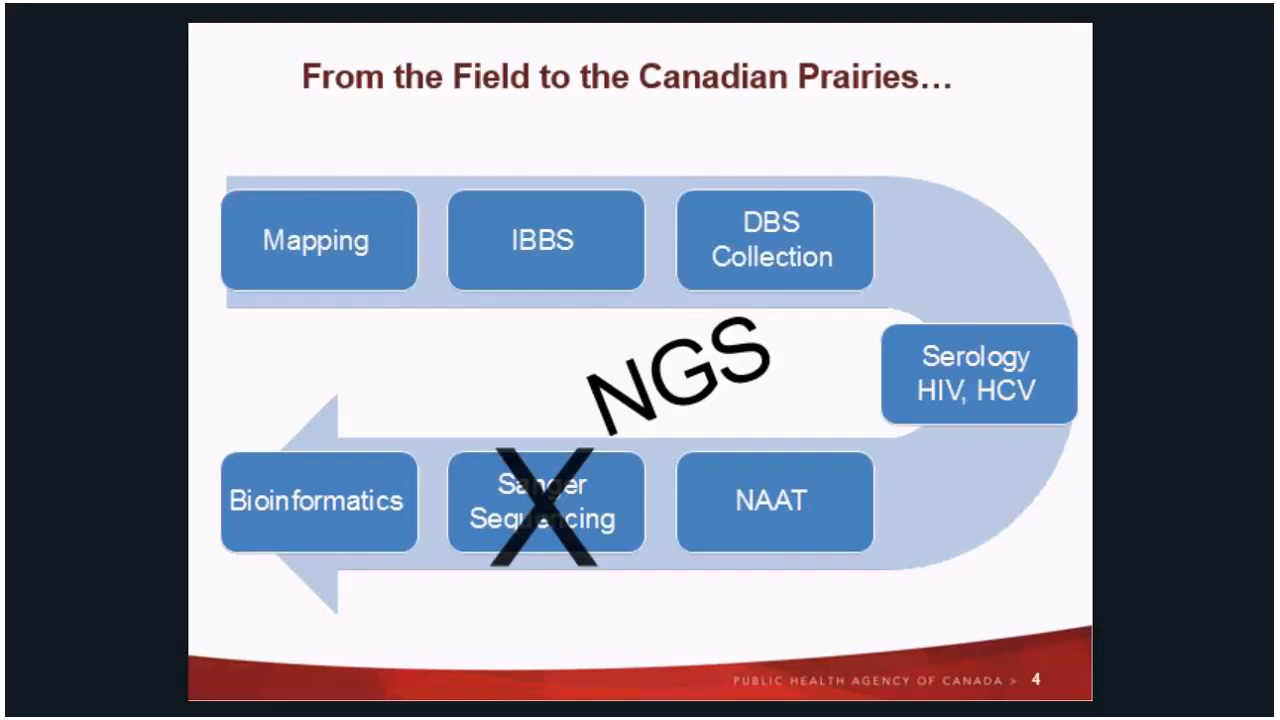 From the Field to the Canadian Prairies…
Mapping
IBBS
DBS
Collection
Serology
HIV, HCV
NGS
NAAT
Sanger
Sequencing
X
Bioinformatics
PUBLIC HEALTH AGENCY OF CANADA > 4